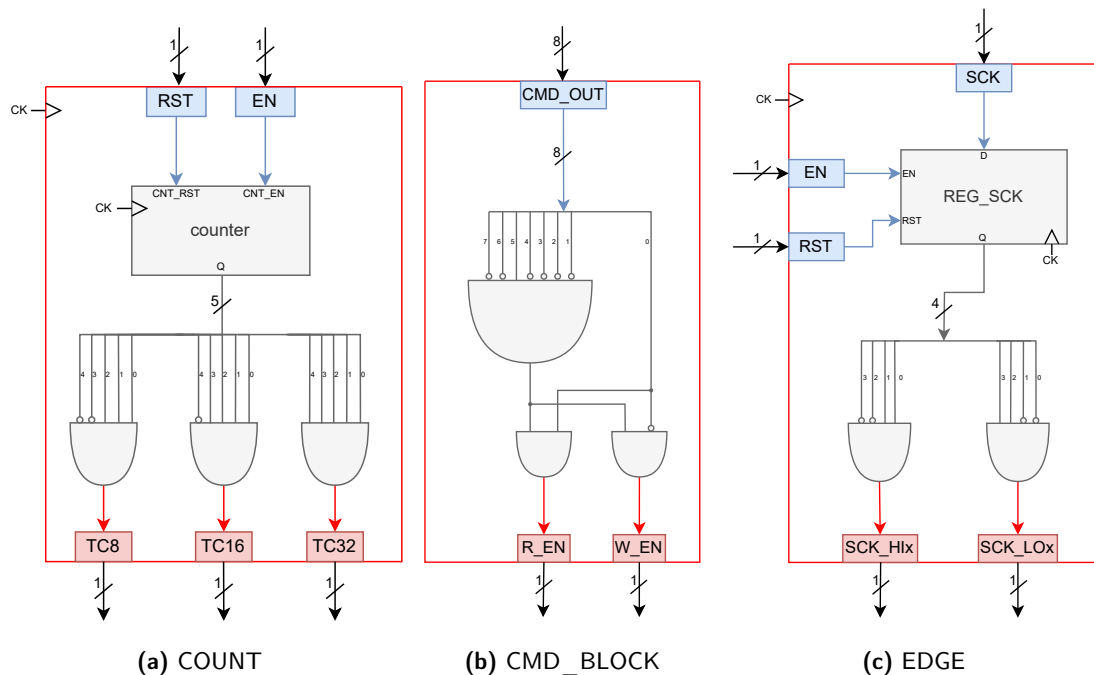 1
1
RST
EN
CK
CNT_RST
CNT_EN
CK
counter
Q
5
4
3
2
1
0
4
3
2
1
0
4
3
2
1
0
TC8
TC16
TC32
1
1
1
(a) COUNT
8
CMD_OUT
8
7
6
5
4
3
2
1
0
R_EN
W_EN
1
1
(b) CMD_BLOCK
1
SCK
CK
1
EN
1
RST
D
EN
REG_SCK
RST
Q
CK
4
3
2
1
0
3
2
1
0
SCK_HIx
SCK_LOx
1
1
(c) EDGE